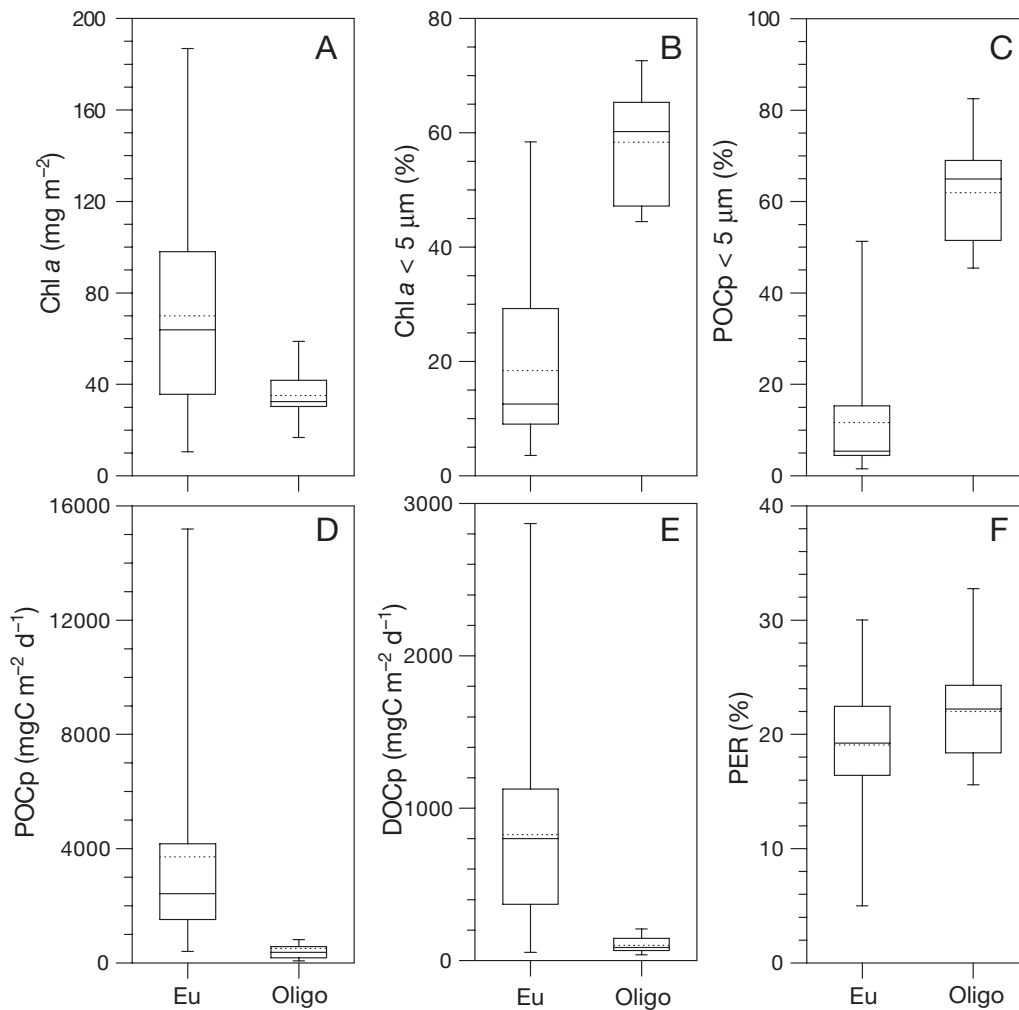 A
Chl a (mg m–2)
200
160
120
80
40
0
B
Chl a < 5 µm (%)
80
60
40
20
0
C
POCp < 5 µm (%)
100
80
60
40
20
0
D
POCp (mgC m–2 d–1)
16000
12000
8000
4000
0
Eu Oligo
E
DOCp (mgC m–2 d–1)
3000
2000
1000
0
Eu Oligo
F
PER (%)
40
30
20
10
0
Eu Oligo